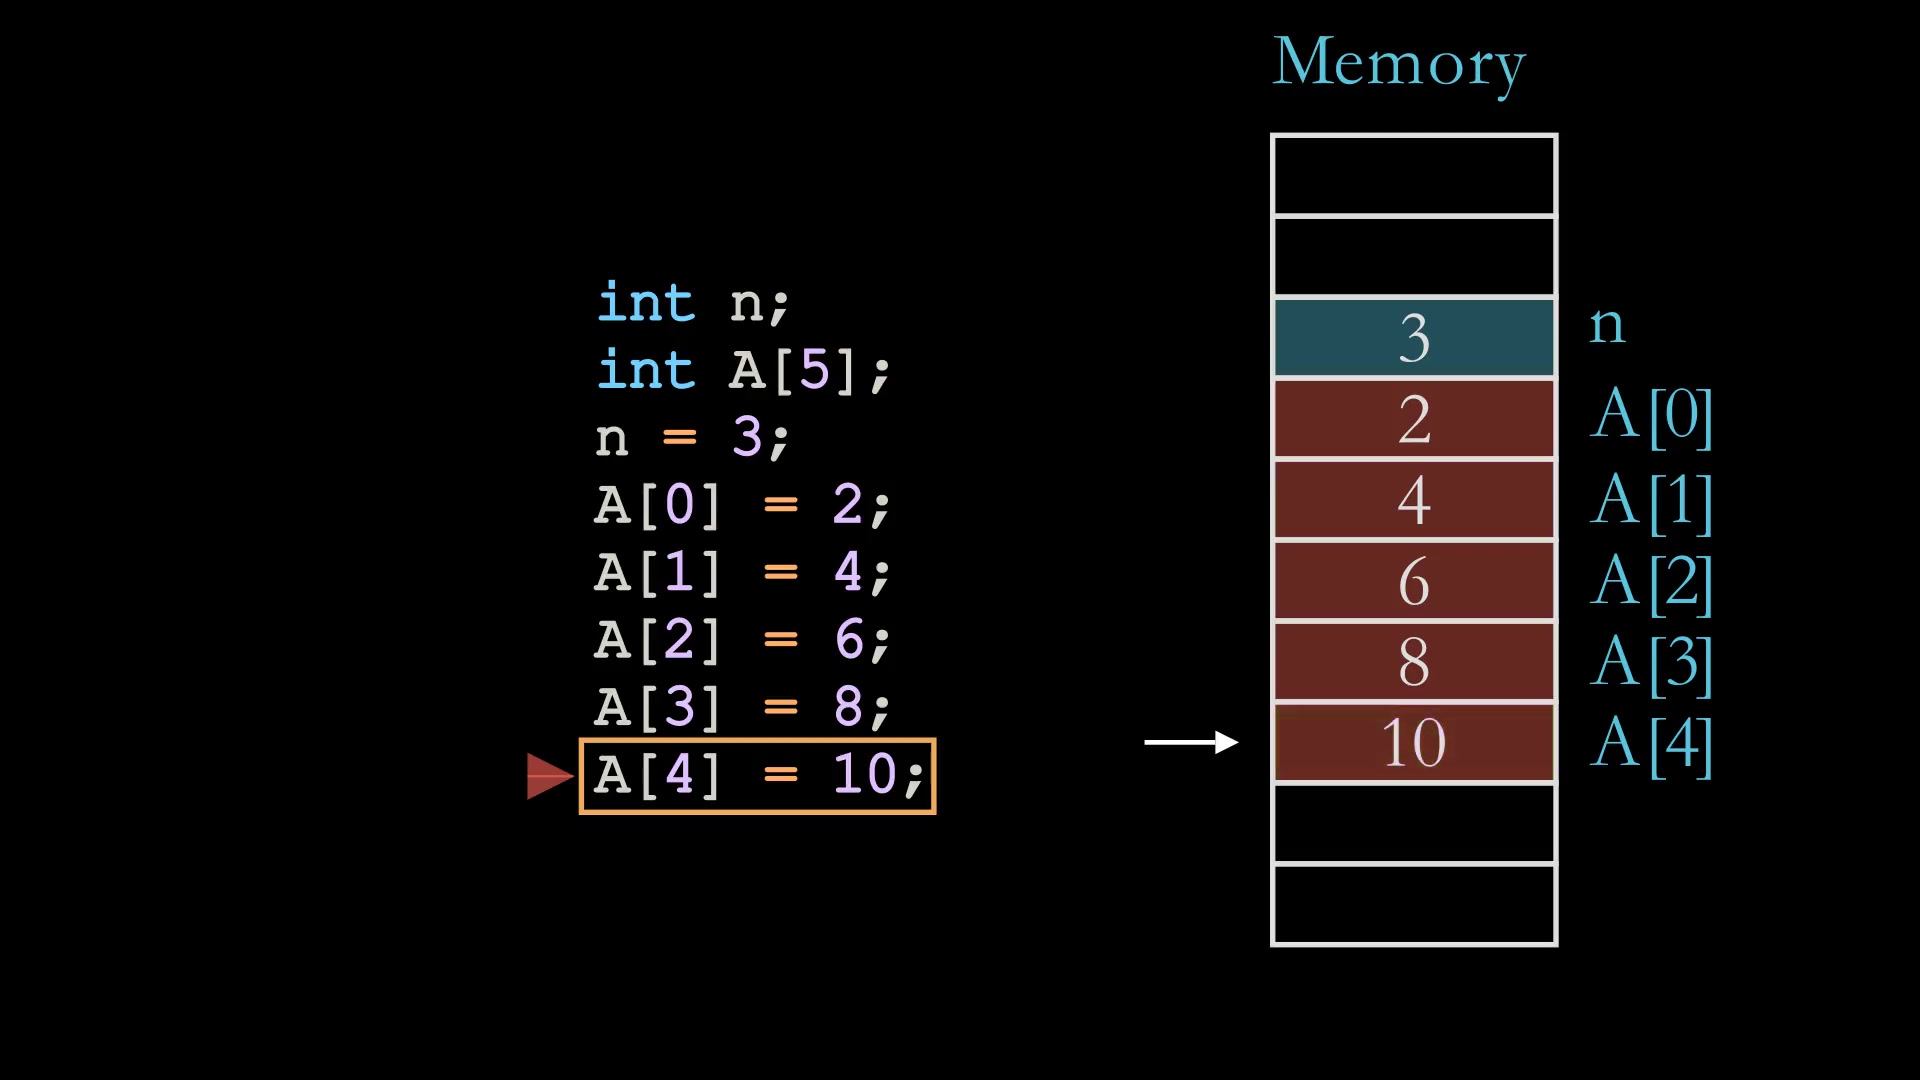 Memory
int n;
int A[5];
n = 3;
A[0] = 2;
A[1] = 4;
A[2] = 6;
A[3] = 8;
A[4] = 10;
3 n
2 A[0]
4 A[1]
6 A[2]
8 A[3]
10 A[4]